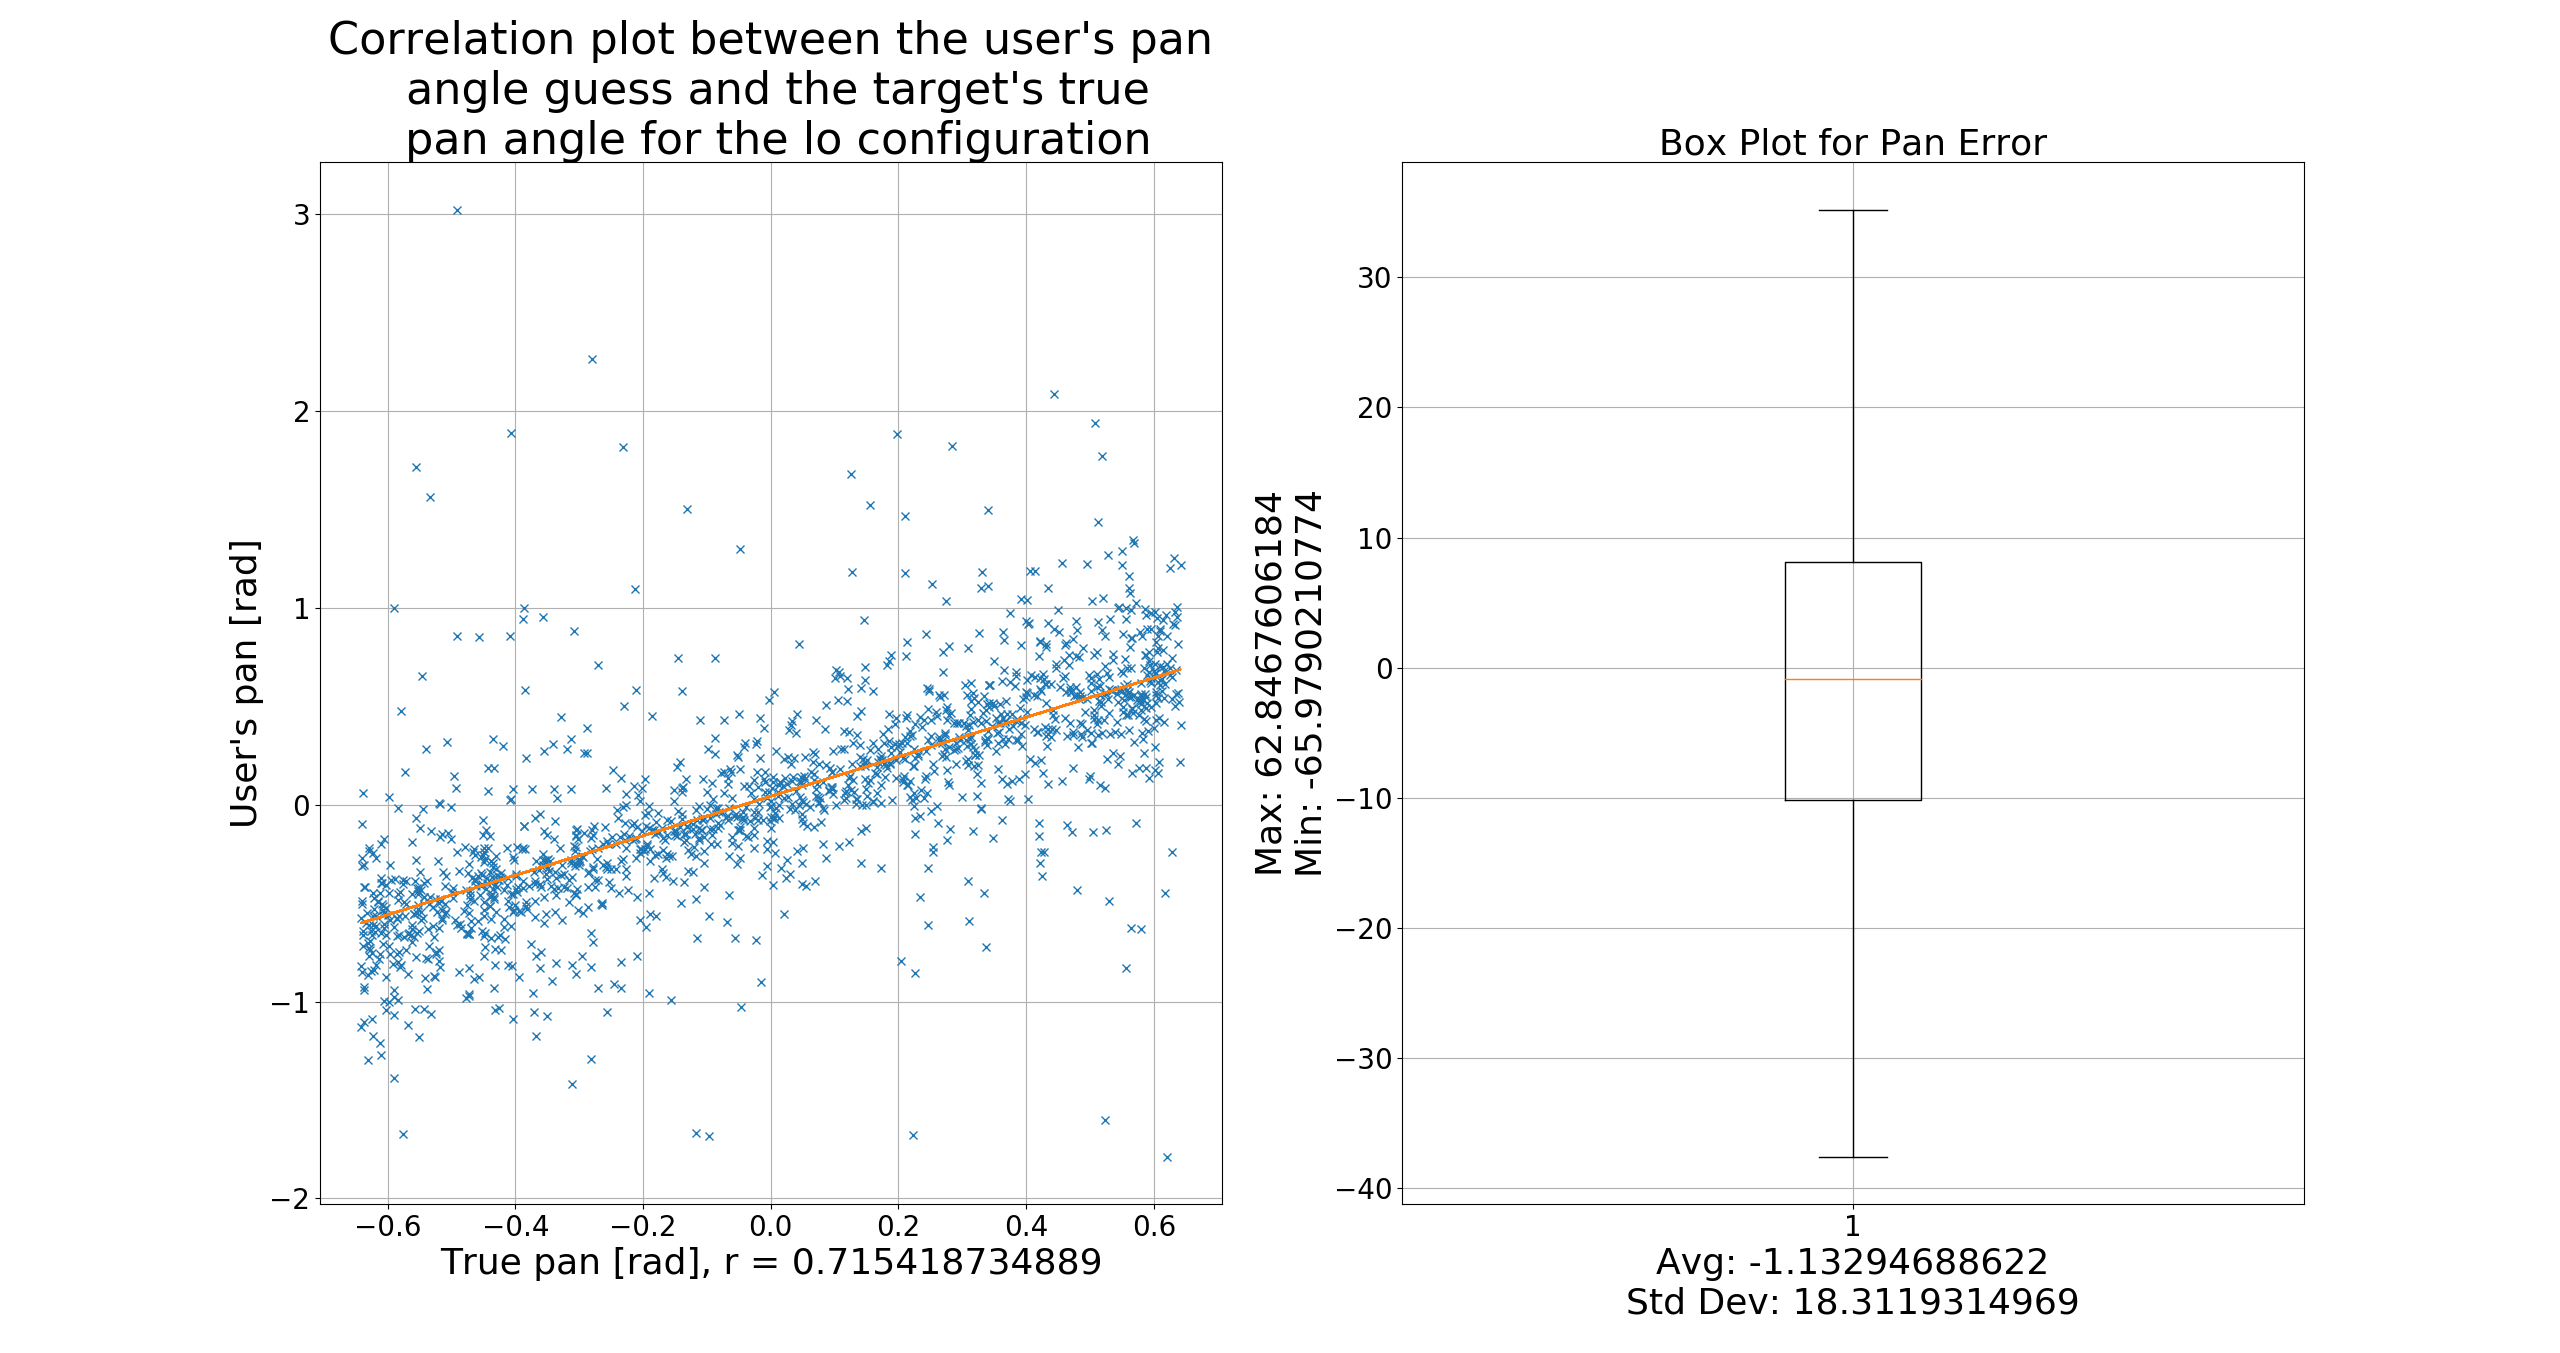 Correlation plot between the user's pan
angle guess and the target's true
pan angle for the lo configuration
User's pan [rad]
3
2
1
0
−1
−2
−0.6 −0.4 −0.2 0.0 0.2 0.4 0.6
True pan [rad], r = 0.715418734889
Box Plot for Pan Error
Max: 62.8467606184
Min: -65.9790210774
30
20
10
0
−10
−20
−30
−40
1
Avg: -1.13294688622
Std Dev: 18.3119314969